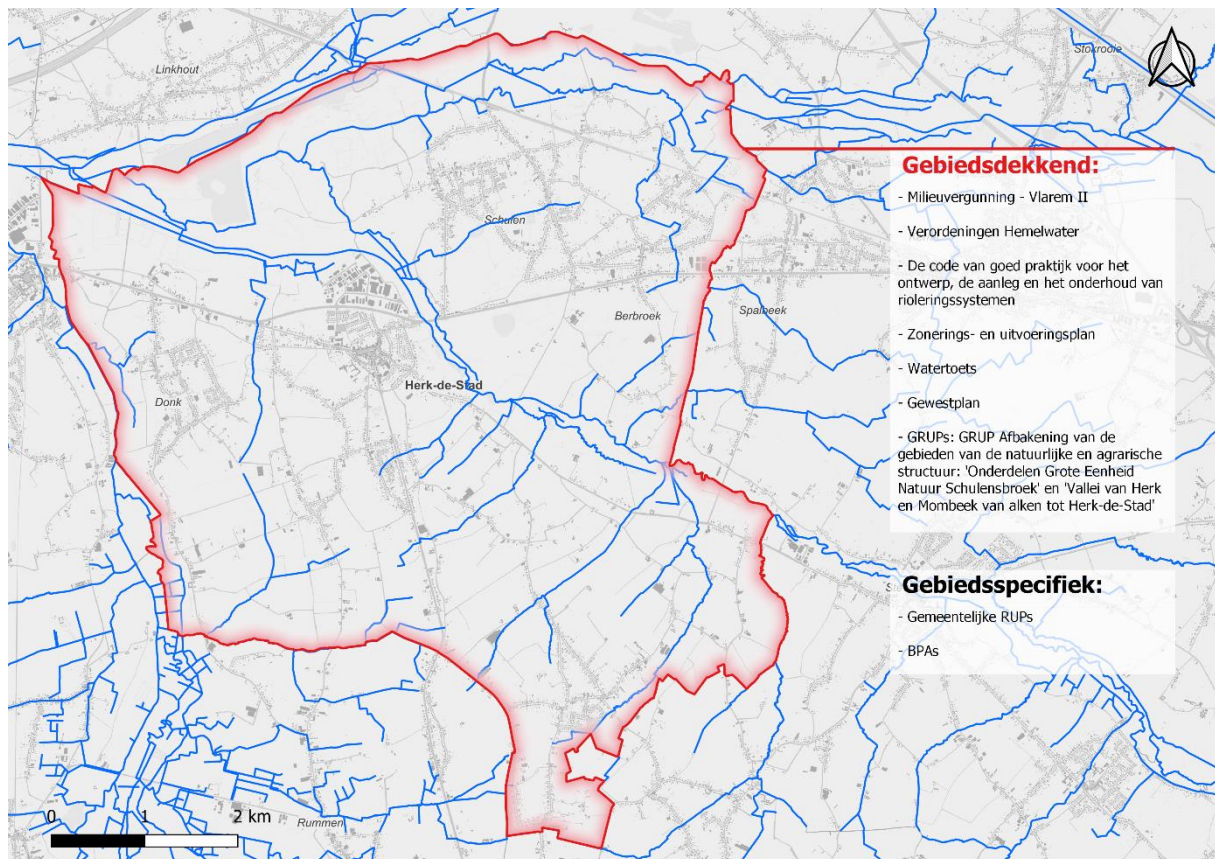 Linkhout
Stokrooie
Gebiedsdekkend:
- Milieuvergunning - Vlarem II
- Verordeningen Hemelwater
- De code van goed praktijk voor het
ontwerp, de aanleg en het onderhoud van
rioleringssystemen
- Zonerings- en uitvoeringsplan
- Watertoets
- Gewestplan
- GRUPs: GRUP Afbakening van de
gebieden van de natuurlijke en agrarische
structuur: 'Onderdelen Grote Eenheid
Natuur Schulensbroek' en 'Vallei van Herk
en Mombeek van alken tot Herk-de-Stad'
Schulen
Berbroek
Spalbeek
Herk-de-Stad
Donk
Gebiedsspecifiek:
- Gemeentelijke RUPs
- BPAs
0 1 2 km
Rummen